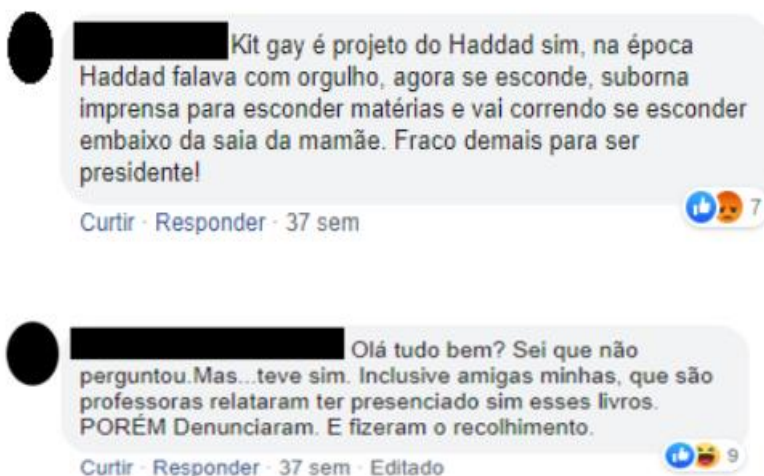 Kit gay é projeto do Haddad sim, na época
Haddad falava com orgulho, agora se esconde, suborna
imprensa para esconder matérias e vai correndo se esconder
embaixo da saia da mamãe. Fraco demais para ser
presidente!
7
Curtir · Responder · 37 sem
Olá tudo bem? Sei que não
perguntou.Mas...teve sim. Inclusive amigas minhas, que são
professoras relataram ter presenciado sim esses livros.
PORÉM Denunciaram. E fizeram o recolhimento.
9
Curtir · Responder · 37 sem · Editado